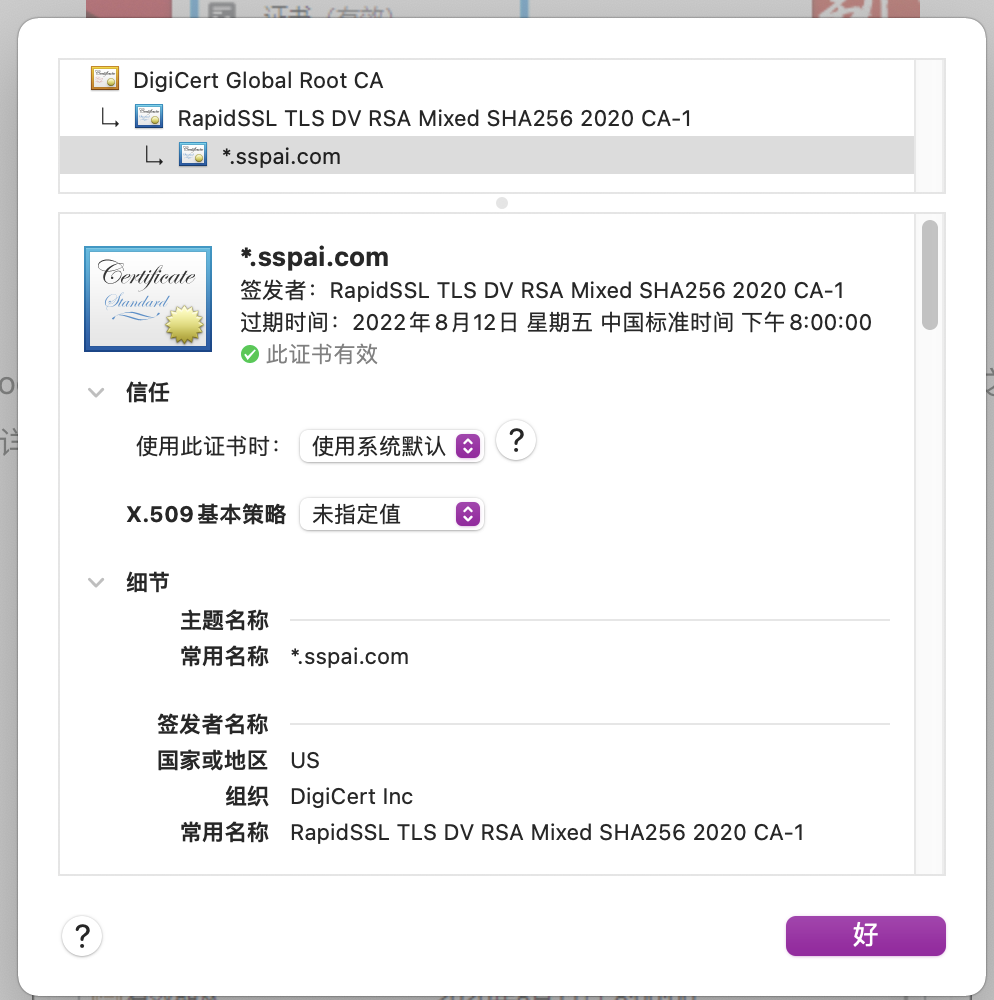 证书（有效）
DigiCert Global Root CA
RapidSSL TLS DV RSA Mixed SHA256 2020 CA-1
*.sspai.com
Certificate
Standard
*.sspai.com
签发者：RapidSSL TLS DV RSA Mixed SHA256 2020 CA-1
过期时间：2022年8月12日 星期五 中国标准时间 下午8:00:00
此证书有效
信任
使用此证书时： 使用系统默认 ?
X.509基本策略 未指定值
细节
主题名称
常用名称 *.sspai.com
签发者名称
国家或地区 US
组织 DigiCert Inc
常用名称 RapidSSL TLS DV RSA Mixed SHA256 2020 CA-1
? 好